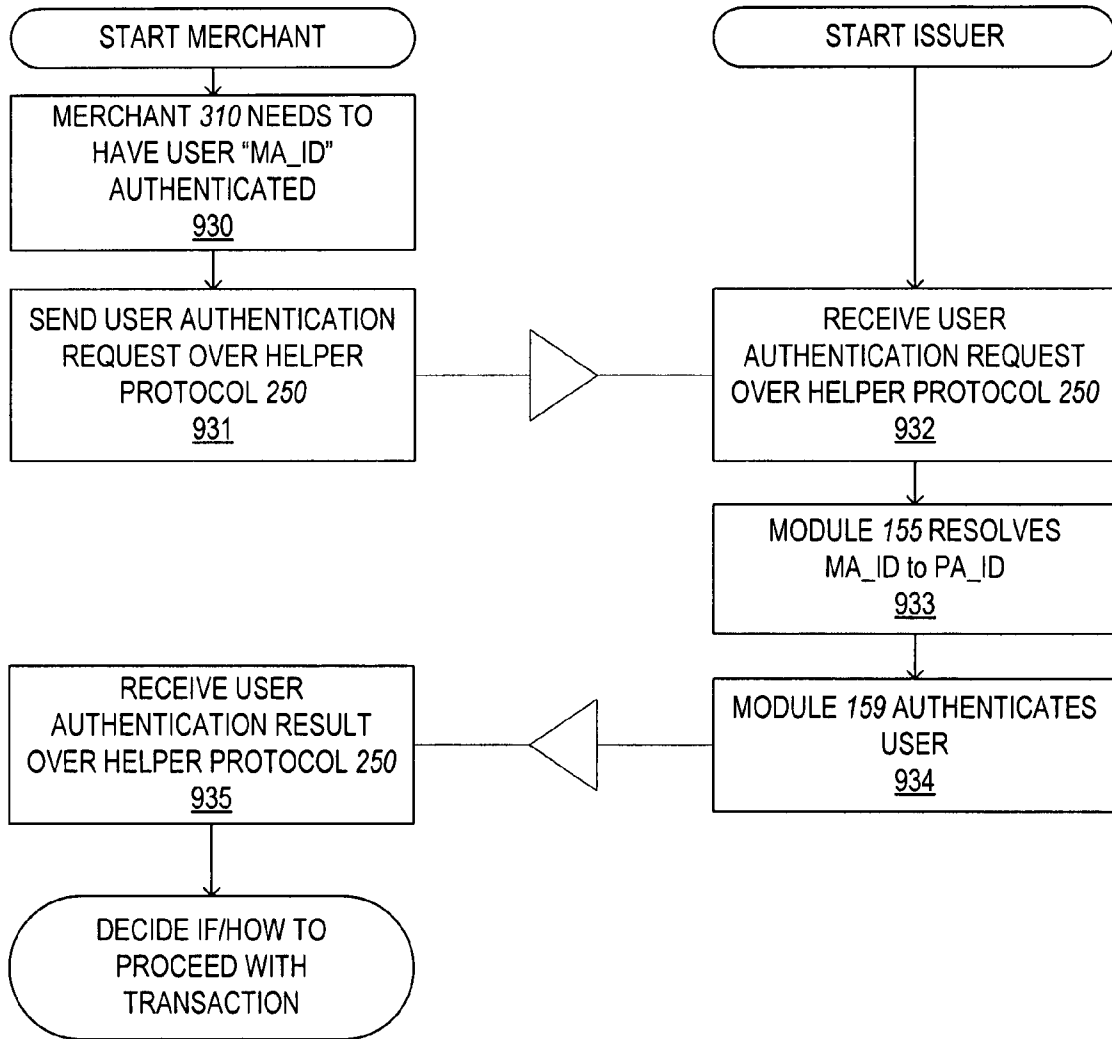 START MERCHANT
MERCHANT 310 NEEDS TO
HAVE USER “MA_ID”
AUTHENTICATED
930
SEND USER AUTHENTICATION
REQUEST OVER HELPER
PROTOCOL 250
931
START ISSUER
RECEIVE USER
AUTHENTICATION REQUEST
OVER HELPER PROTOCOL 250
932
MODULE 155 RESOLVES
MA_ID to PA_ID
933
MODULE 159 AUTHENTICATES
USER
934
RECEIVE USER
AUTHENTICATION RESULT
OVER HELPER PROTOCOL 250
935
DECIDE IF/HOW TO
PROCEED WITH
TRANSACTION